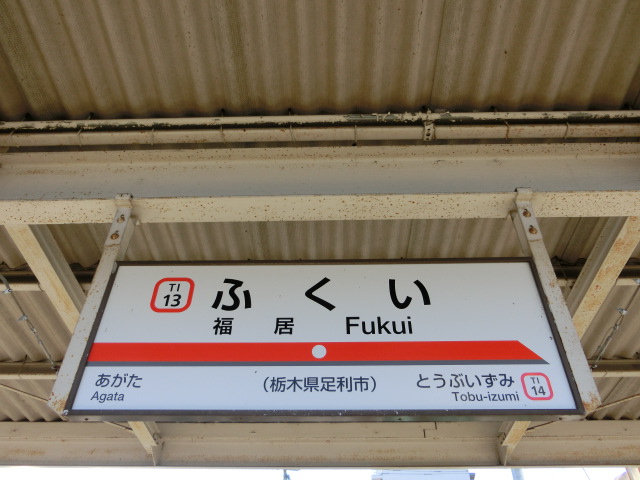 TI
13
ふくい
福居 Fukui
あがた
Agata
（栃木県足利市）
とうぶいずみ
Tobu-izumi
TI
14